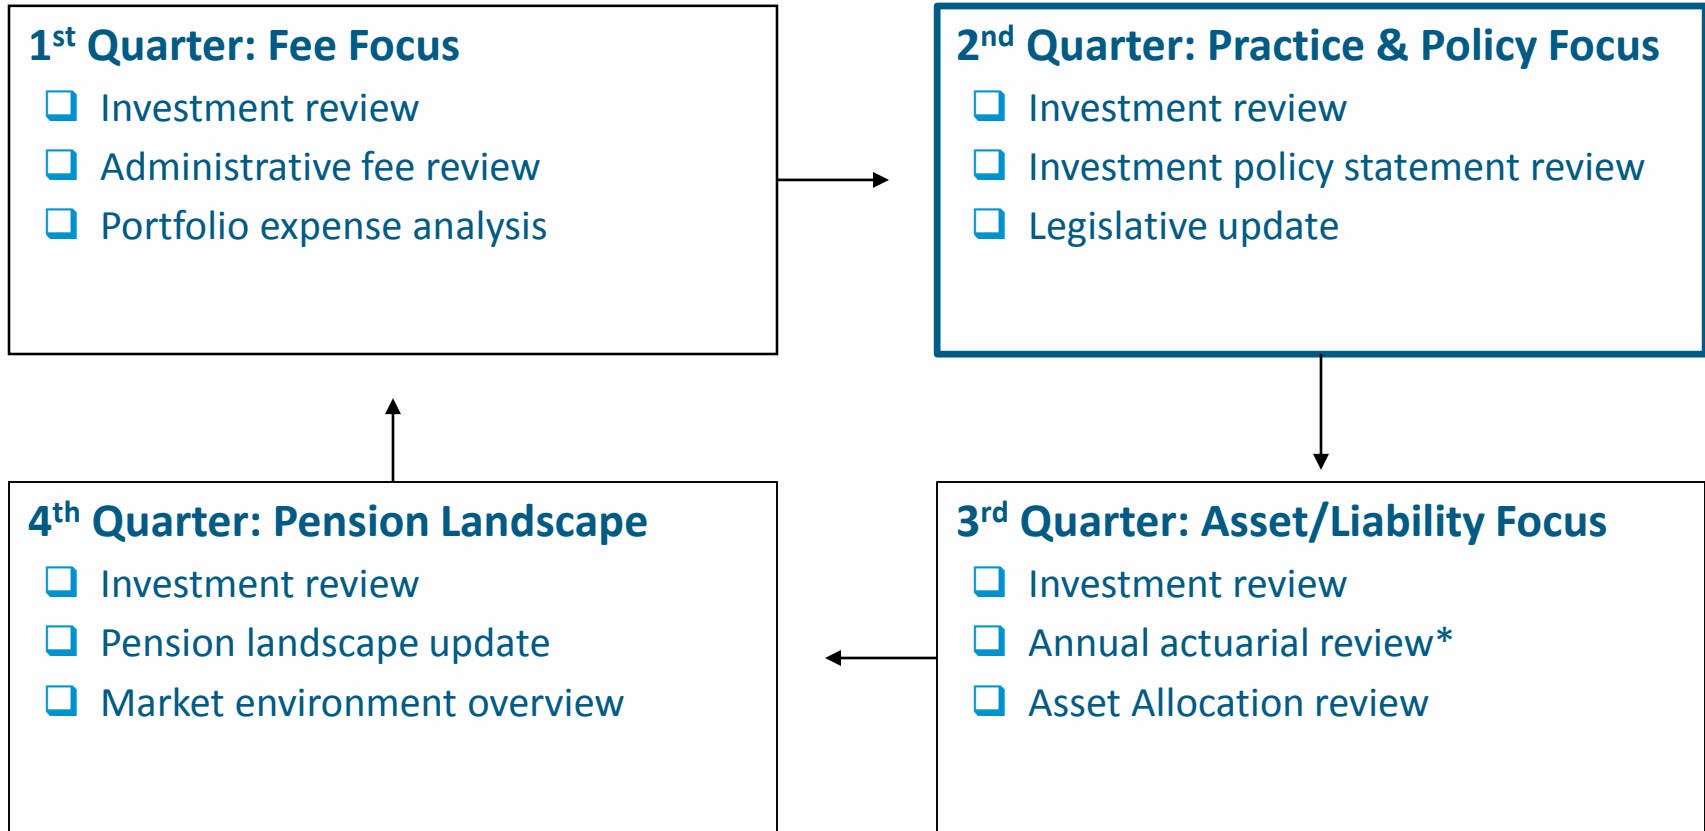 1st Quarter: Fee Focus
❑ Investment review
❑ Administrative fee review
❑ Portfolio expense analysis
2nd Quarter: Practice & Policy Focus
❑ Investment review
❑ Investment policy statement review
❑ Legislative update
4th Quarter: Pension Landscape
❑ Investment review
❑ Pension landscape update
❑ Market environment overview
3rd Quarter: Asset/Liability Focus
❑ Investment review
❑ Annual actuarial review*
❑ Asset Allocation review